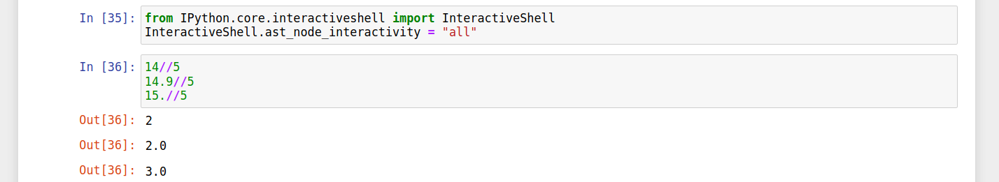 In [35]: from IPython.core.interactiveshell import InteractiveShell
InteractiveShell.ast_node_interactivity = "all"
In [36]: 14//5
14.9//5
15.//5
Out[36]: 2
Out[36]: 2.0
Out[36]: 3.0